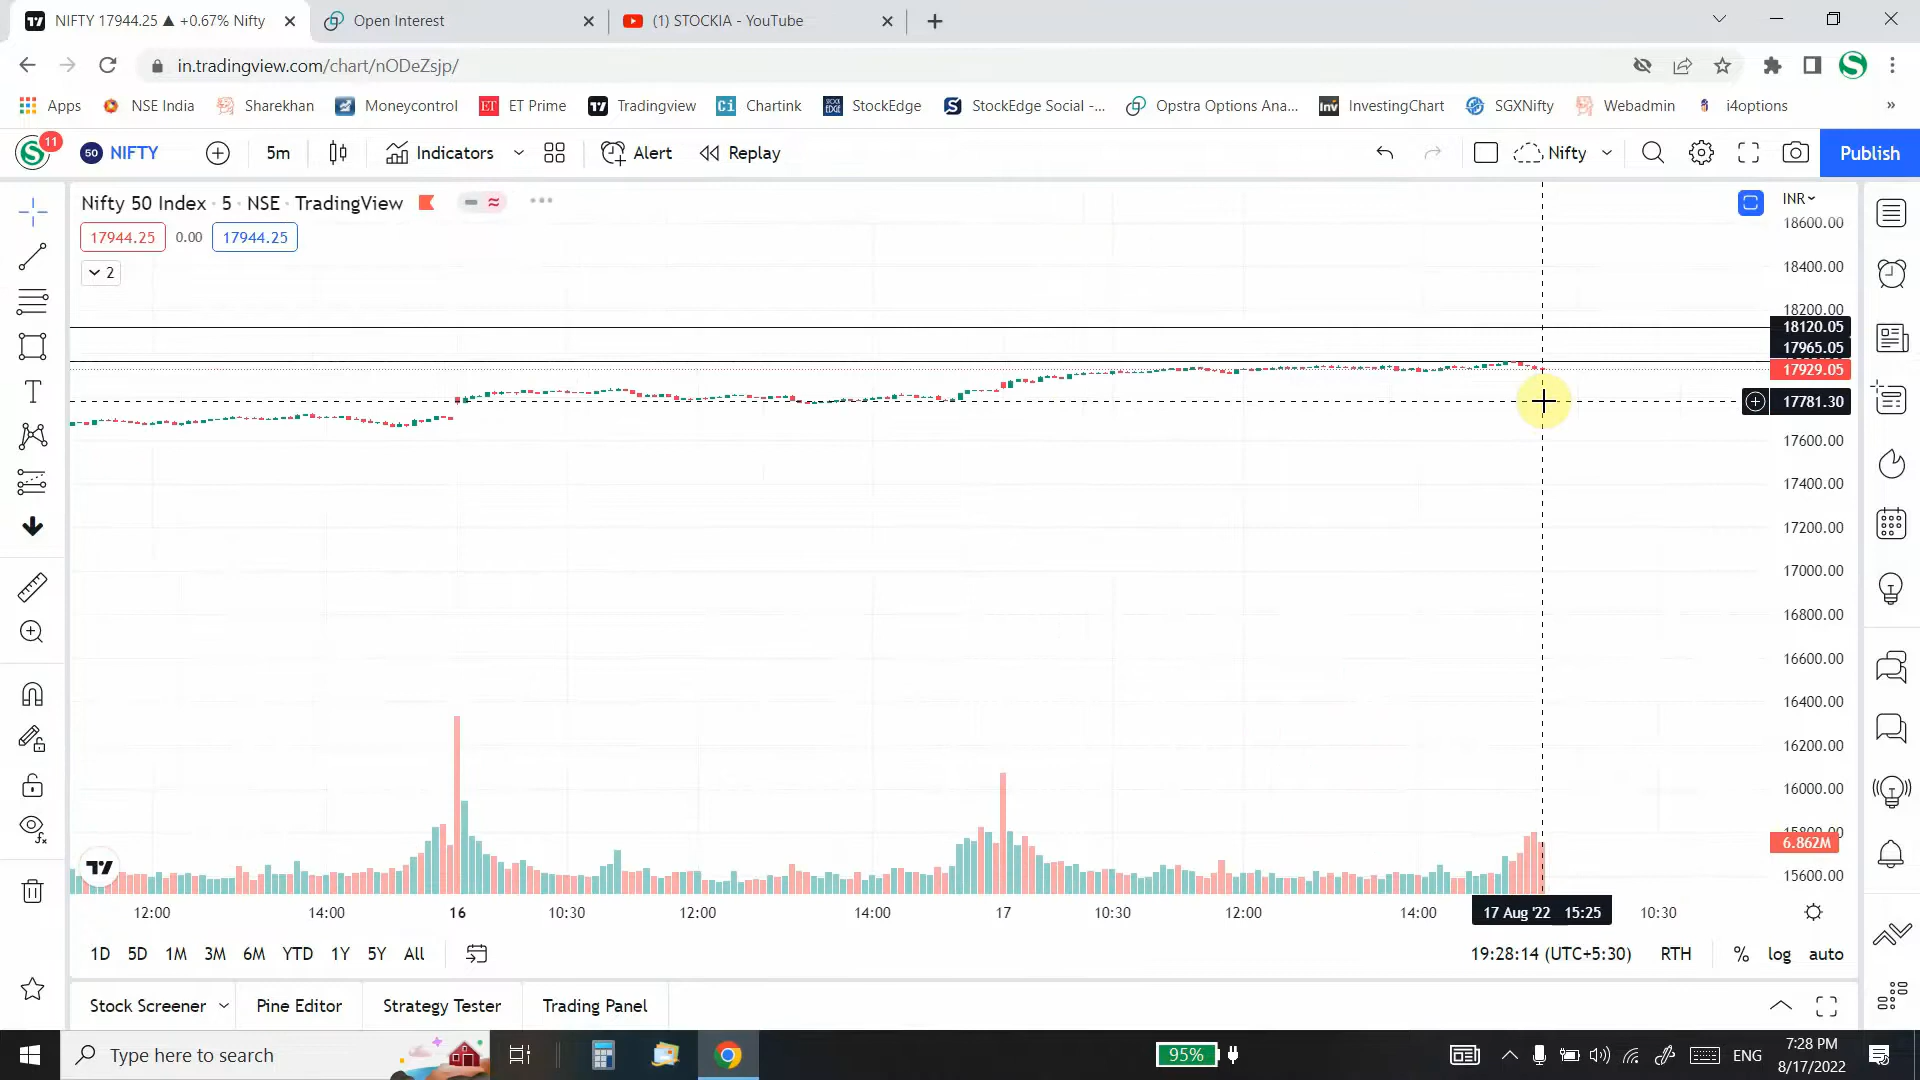 NIFTY 17944.25 ▲ +0.67% Nifty
Open Interest
(1) STOCKIA - YouTube
in.tradingview.com/chart/nODeZsjp/
Apps
NSE India
Sharekhan
Moneycontrol
ET
ET Prime
Tradingview
Ci
Chartink
StockEdge
StockEdge Social -...
Opstra Options Ana...
Inv
InvestingChart
SGXNifty
Webadmin
i4options
»
11
50
NIFTY
5m
Indicators
Alert
Replay
Nifty
Publish
Nifty 50 Index · 5 · NSE · TradingView
INR
17944.25
0.00
17944.25
2
18600.00
18400.00
18200.00
18120.05
17965.05
17929.05
17781.30
17600.00
17400.00
17200.00
17000.00
16800.00
16600.00
16400.00
16200.00
16000.00
15800.00
6.862M
15600.00
12:00
14:00
16
10:30
12:00
14:00
17
10:30
12:00
14:00
17 Aug '22 15:25
10:30
1D
5D
1M
3M
6M
YTD
1Y
5Y
All
19:28:14 (UTC+5:30)
RTH
%
log
auto
Stock Screener
Pine Editor
Strategy Tester
Trading Panel
Type here to search
95%
ENG
7:28 PM
8/17/2022